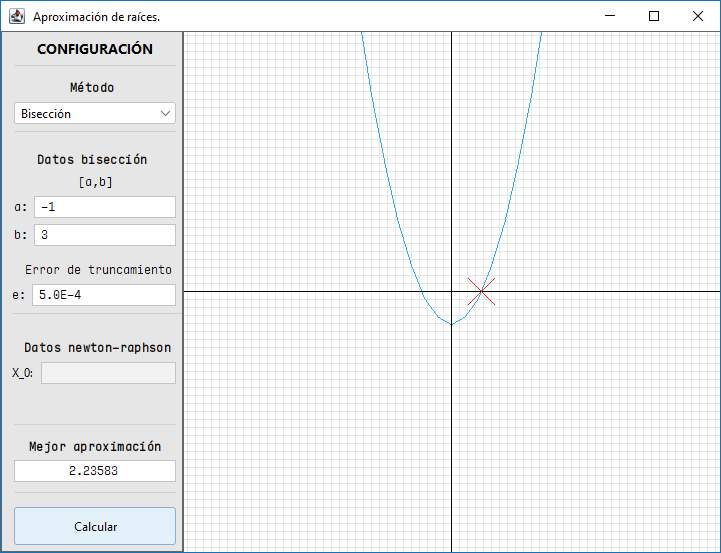 Aproximación de raíces.
CONFIGURACIÓN
Método
Bisección
Datos bisección
[a,b]
a: -1
b: 3
Error de truncamiento
e: 5.0E-4
Datos newton-raphson
X_0:
Mejor aproximación
2.23583
Calcular